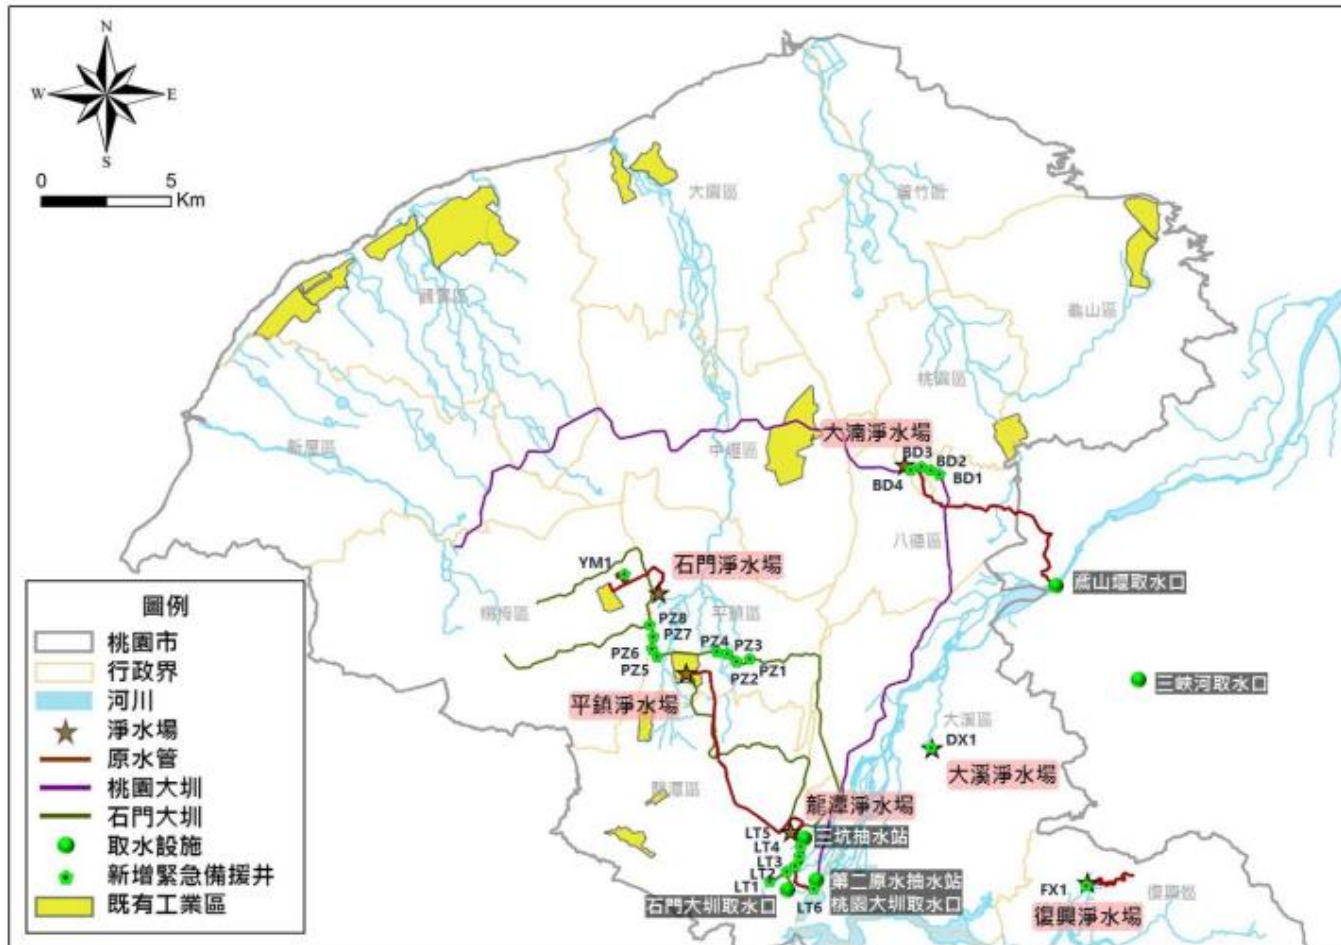 N
W
E
S
0
5
Km
大園區
蘆竹區
觀音區
龜山區
桃園區
新屋區
中壢區
大湳淨水場
BD3
BD2
BD4
BD1
八德區
鳶山堰取水口
YM1
石門淨水場
楊梅區
平鎮區
PZ8
PZ7
PZ4
PZ3
PZ6
PZ5
PZ2
PZ1
平鎮淨水場
三峽河取水口
大溪區
DX1
大溪淨水場
龍潭區
龍潭淨水場
LT5
三坑抽水站
LT4
LT3
LT2
LT1
第二原水抽水站
石門大圳取水口
LT6
桃園大圳取水口
FX1
復興區
復興淨水場
圖例
桃園市
行政界
河川
淨水場
原水管
桃園大圳
石門大圳
取水設施
新增緊急備援井
既有工業區